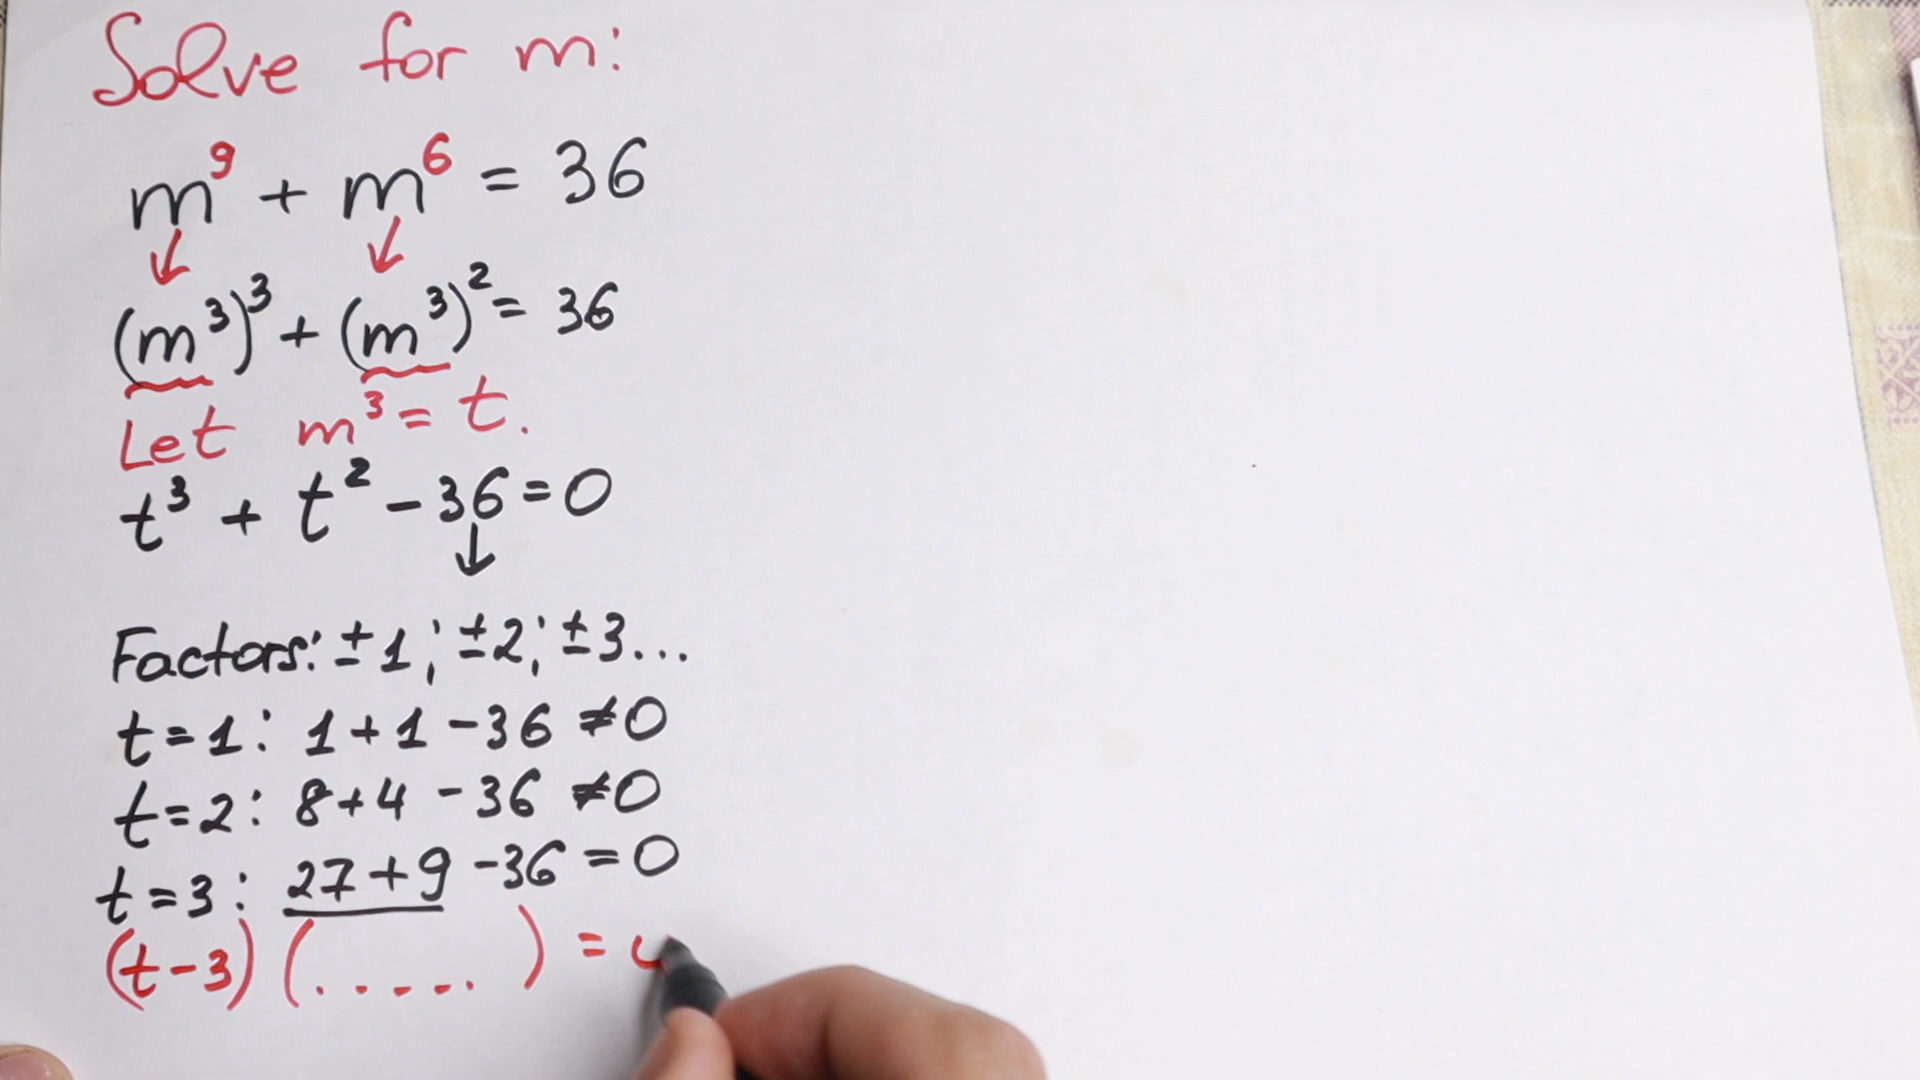 Solve for m:
m⁹ + m⁶ = 36
(m³)³ + (m³)² = 36
Let m³ = t.
t³ + t² - 36 = 0
Factors: ±1; ±2; ±3...
t = 1: 1 + 1 - 36 ≠ 0
t = 2: 8 + 4 - 36 ≠ 0
t = 3: 27 + 9 - 36 = 0
(t - 3) (.....) =